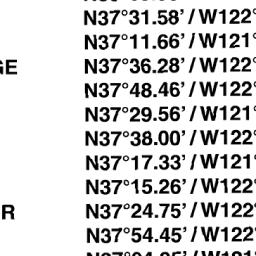 N37°31.58' / W122°
N37°11.66' / W121°
GE N37°36.28' / W122°
N37°48.46' / W122°
N37°29.56' / W121°
N37°38.00' / W122°
N37°17.33' / W121°
N37°15.26' / W122°
R N37°24.75' / W122°
N37°54.45' / W122°